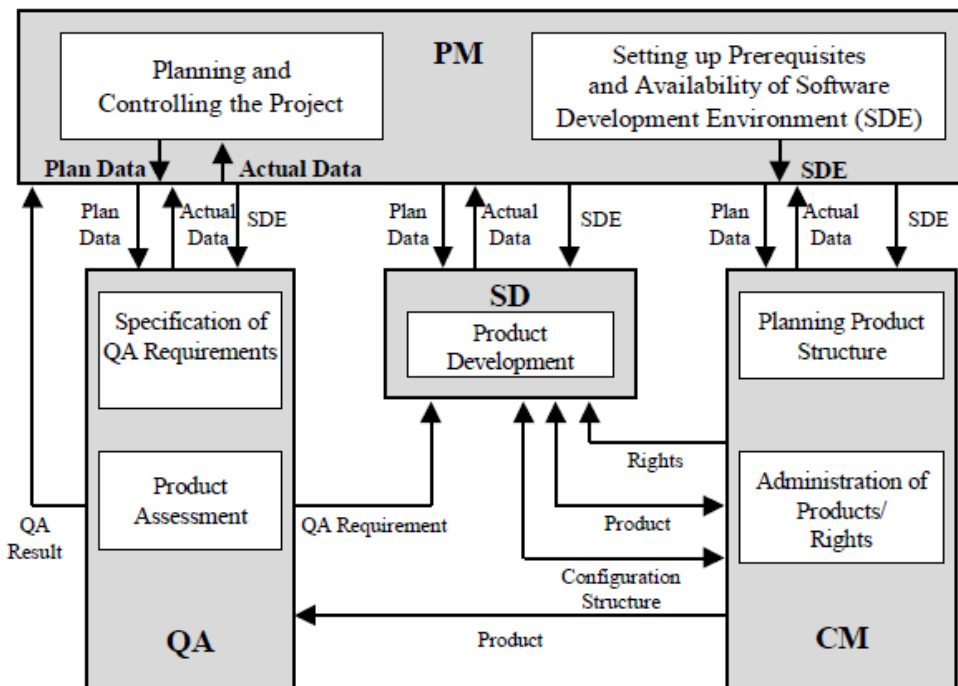 PM
Planning and
Controlling the Project
Setting up Prerequisites
and Availability of Software
Development Environment (SDE)
Plan Data
Actual Data
SDE
Plan
Data
Actual
Data
SDE
Plan
Data
Actual
Data
SDE
Plan
Data
Actual
Data
SDE
Specification of
QA Requirements
SD
Product
Development
Planning Product
Structure
Product
Assessment
Rights
Administration of
Products/
Rights
QA
Result
QA Requirement
Product
Configuration
Structure
QA
Product
CM